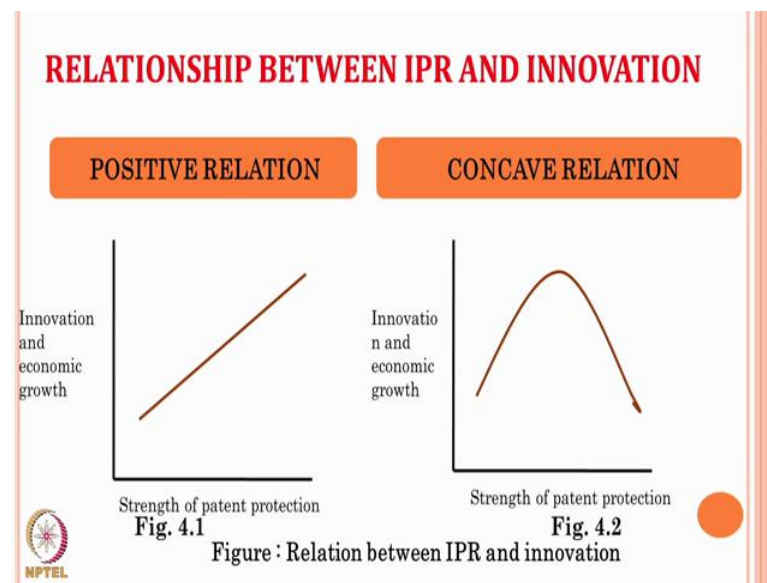 RELATIONSHIP BETWEEN IPR AND INNOVATION
POSITIVE RELATION
CONCAVE RELATION
Innovation
and
economic
growth
Strength of patent protection
Fig. 4.1
Innovatio
n and
economic
growth
Strength of patent protection
Fig. 4.2
Figure : Relation between IPR and innovation
NPTEL